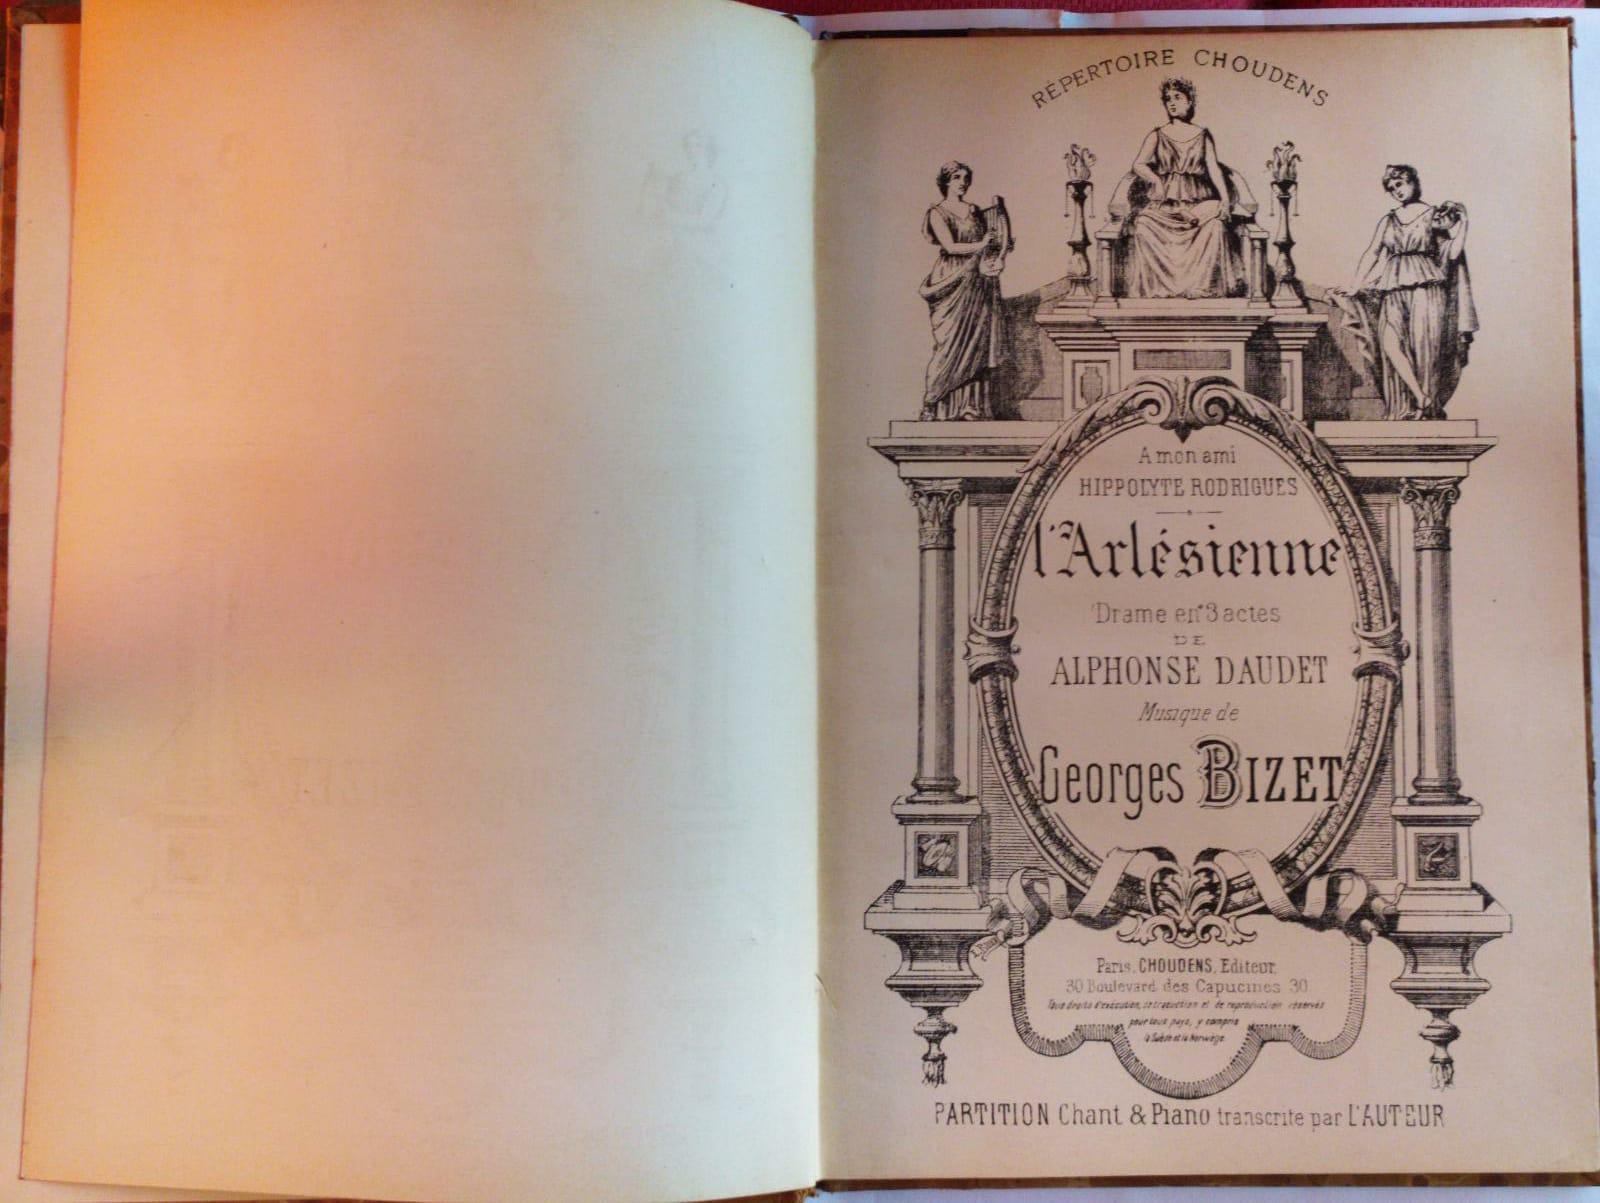 RÉPERTOIRE CHOUDENS
A mon ami
HIPPOLYTE RODRIGUES
l'Arlésienne
Drame en 3 actes
DE
ALPHONSE DAUDET
Musique de
Georges BIZET
Paris, CHOUDENS, Editeur,
30 Boulevard des Capucines 30
Tous droits d'exécution, de traduction et de reproduction réservés
pour tous pays, y compris
la Suède et la Norwège.
PARTITION Chant & Piano transcrite par L'AUTEUR